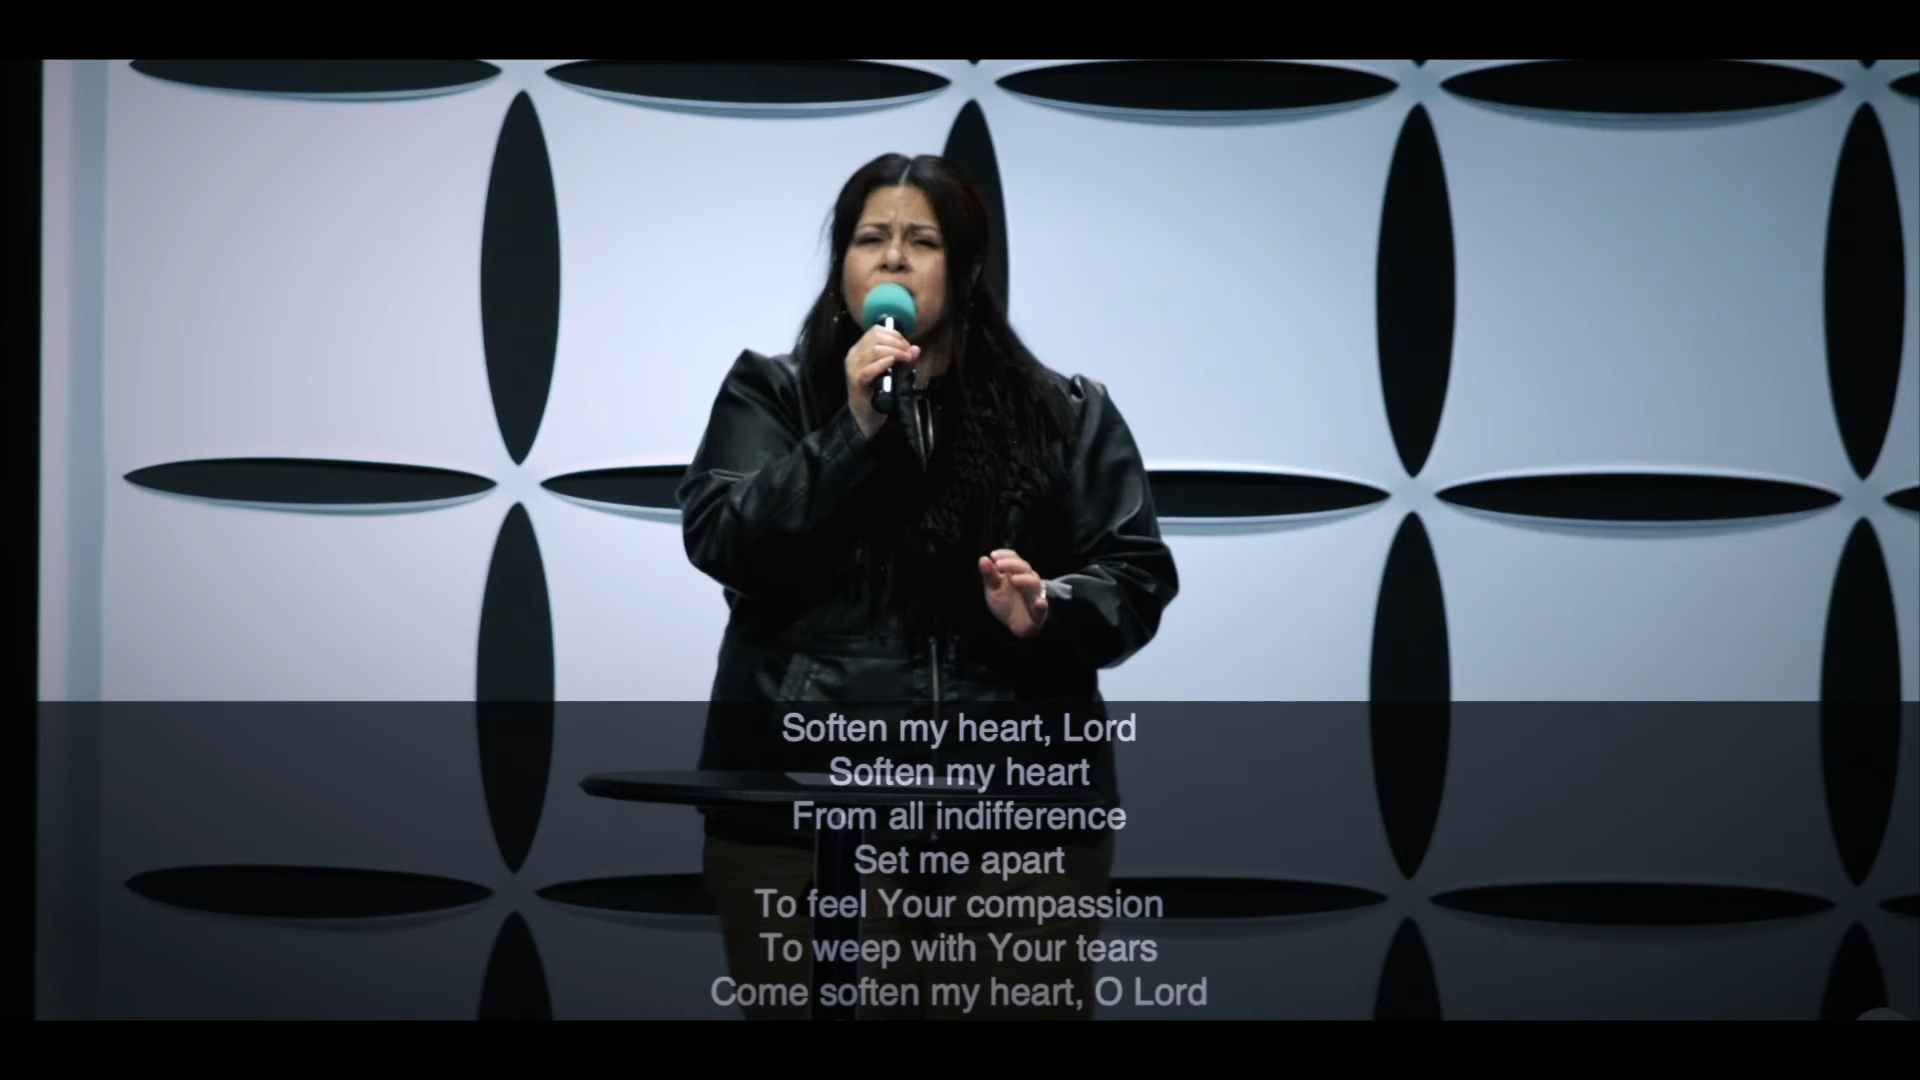 Soften my heart, Lord
Soften my heart
From all indifference
Set me apart
To feel Your compassion
To weep with Your tears
Come soften my heart, O Lord